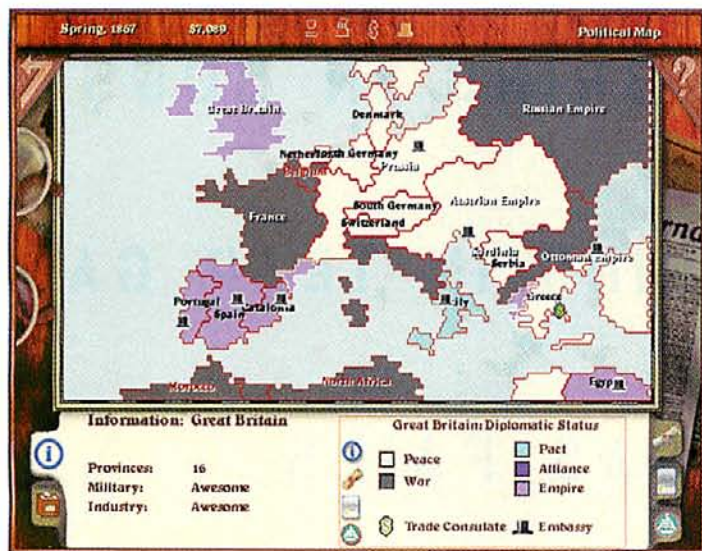 Spring, 1867 $7,089 Political Map
Great Britain
Russian Empire
Denmark
North Germany
Prussia
Belgium
France
South Germany
Austrian Empire
Switzerland
Sardinia
Serbia
Ottoman Empire
Portugal
Spain
Catalonia
Greece
Morocco
North Africa
Egypt
Information: Great Britain
Provinces: 16
Military: Awesome
Industry: Awesome
Great Britain: Diplomatic Status
Peace
War
Pact
Alliance
Empire
Trade Consulate
Embassy